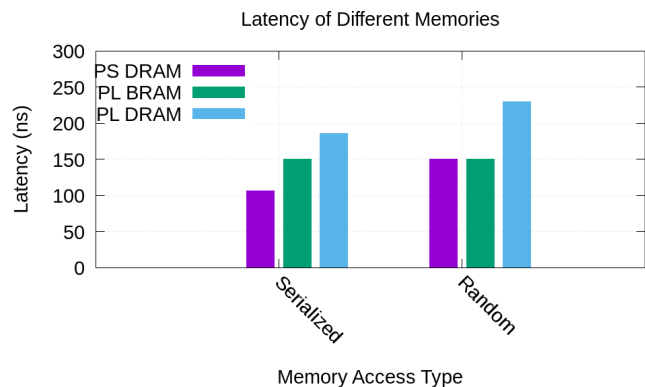 Latency of Different Memories
300
250
200
150
100
50
0
Latency (ns)
PS DRAM
PL BRAM
PL DRAM
Serialized
Random
Memory Access Type